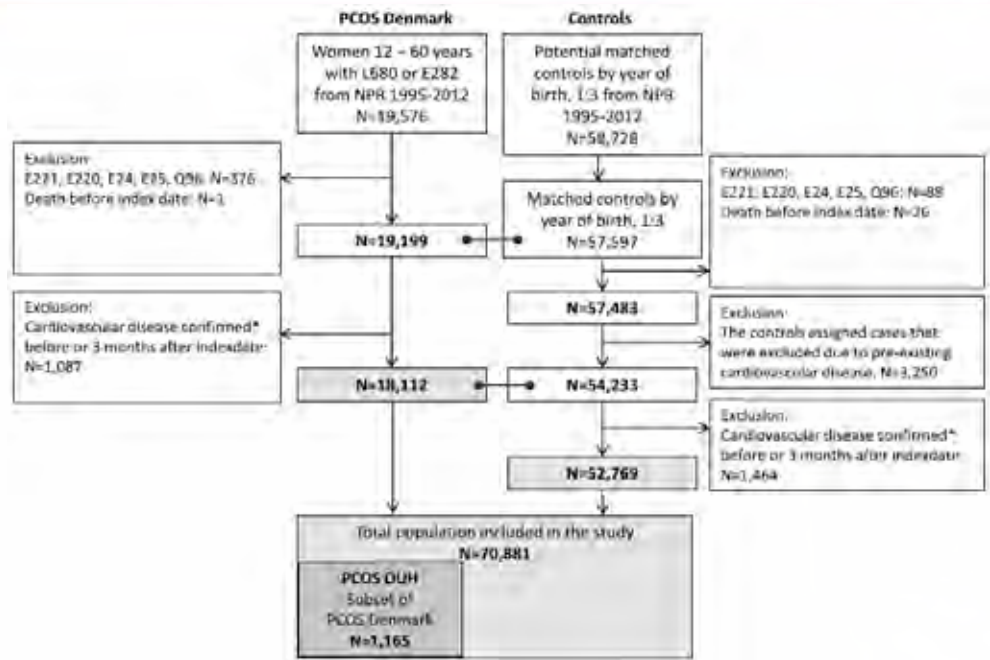 PCOS Denmark
Controls
Women 12 – 60 years
with L680 or E282
from NPR 1995-2012
N=19,576
Potential matched
controls by year of
birth, 1:3 from NPR
1995-2012
N=58,728
Exclusion:
E221, E220, E24, E25, Q96: N=376
Death before index date: N=1
Exclusion:
E221, E220, E24, E25, Q96: N=88
Death before index date: N=26
Matched controls by
year of birth, 1:3
N=57,597
N=19,199
N=57,483
Exclusion:
Cardiovascular disease confirmed*
before or 3 months after indexdate:
N=1,087
Exclusion
The controls assigned cases that
were excluded due to pre-existing
cardiovascular disease, N=3,250
N=18,112
N=54,233
Exclusion:
Cardiovascular disease confirmed*
before or 3 months after indexdate
N=1,464
N=52,769
Total population included in the study
N=70,881
PCOS OUH
Subset of
PCOS Denmark
N=1,165